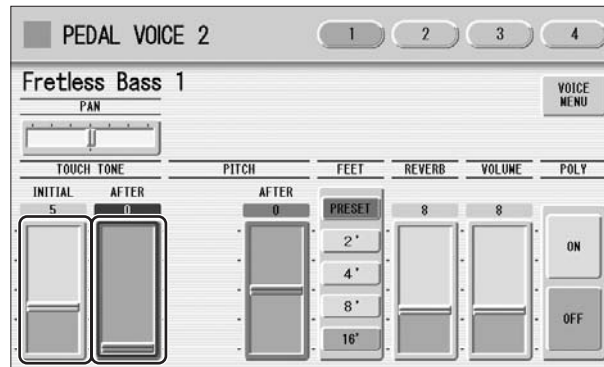 PEDAL VOICE 2 1 2 3 4
Fretless Bass 1
VOICE MENU
PAN
TOUCH TONE PITCH FEET REVERB VOLUME POLY
INITIAL AFTER AFTER
5 0 0 PRESET 8 8
2'
4'
8'
16'
ON
OFF